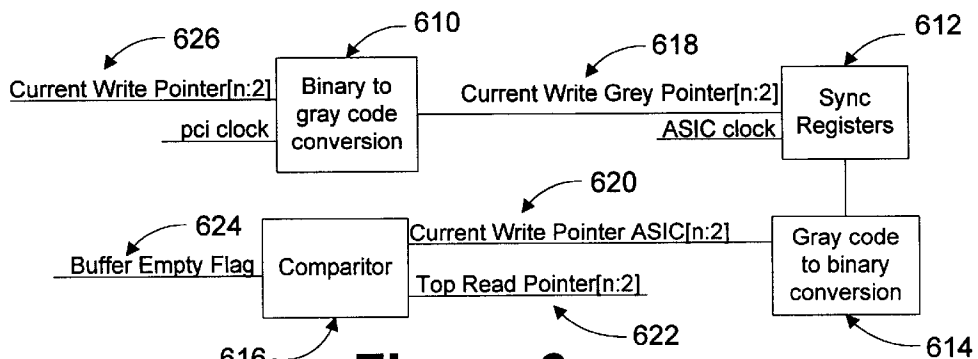 626
610
618
612
Current Write Pointer[n:2]
pci clock
Binary to
gray code
conversion
Current Write Grey Pointer[n:2]
ASIC clock
Sync
Registers
620
624
Buffer Empty Flag
Comparitor
Current Write Pointer ASIC[n:2]
Top Read Pointer[n:2]
Gray code
to binary
conversion
622
616
614